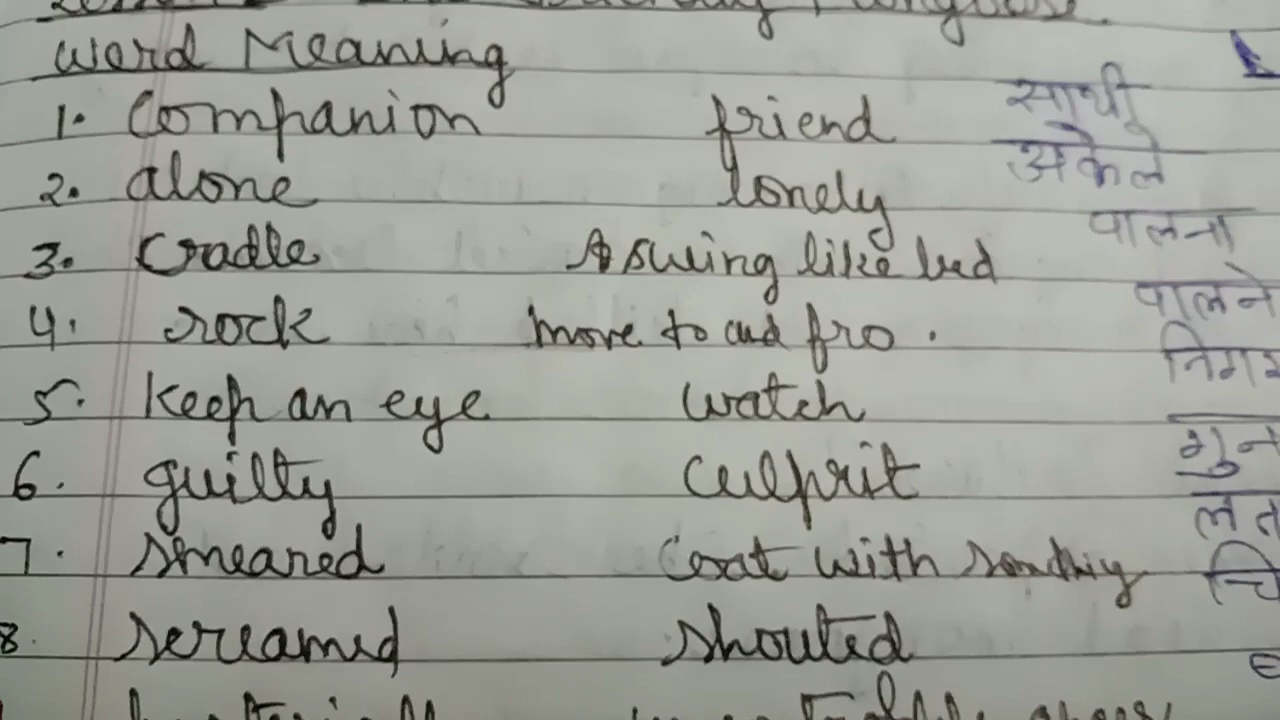 Word Meaning
1. Companion friend साथी
2. alone lonely अकेले
3. Cradle A swing like bed पालना
4. rock move to and fro. पालने
5. Keep an eye watch
6. guilty culprit
7. smeared Coat with
8. screamed shouted